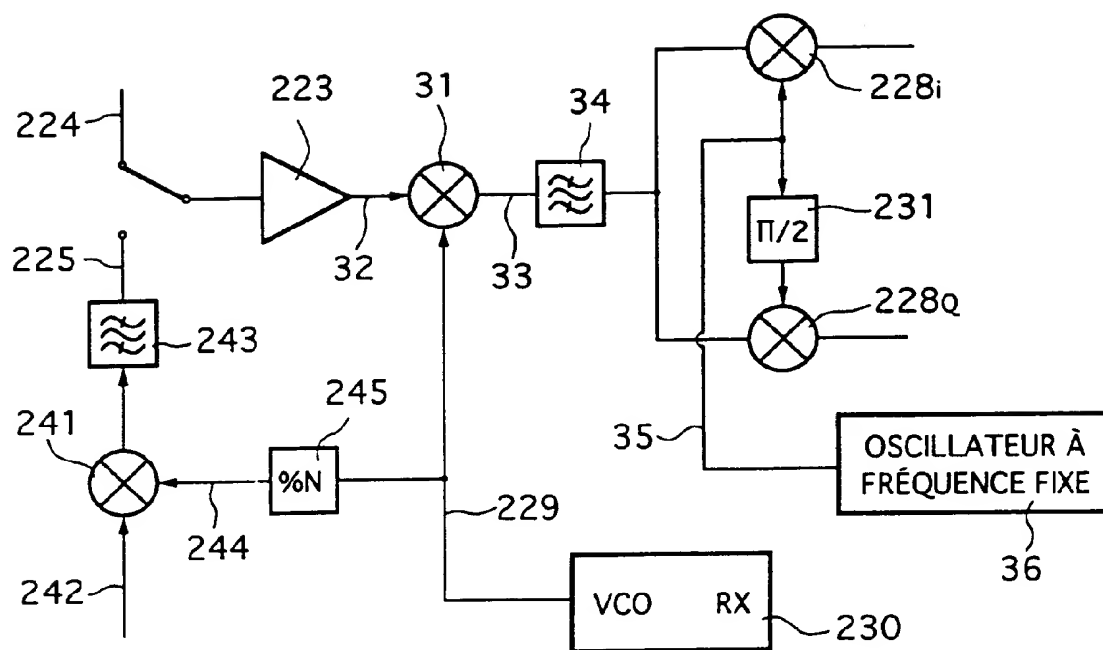 31
228i
223
34
224
231
Π/2
225
32
33
228Q
243
245
241
35
OSCILLATEUR À
FRÉQUENCE FIXE
%N
229
244
36
242
VCO RX
230